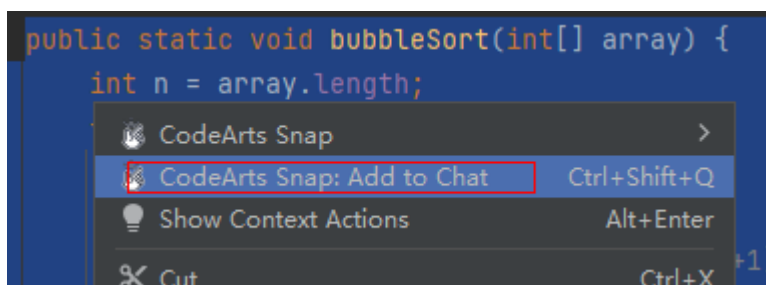 public static void bubbleSort(int[] array) {
int n = array.length;
CodeArts Snap >
CodeArts Snap: Add to Chat Ctrl+Shift+Q
Show Context Actions Alt+Enter
+1
Cut Ctrl+X